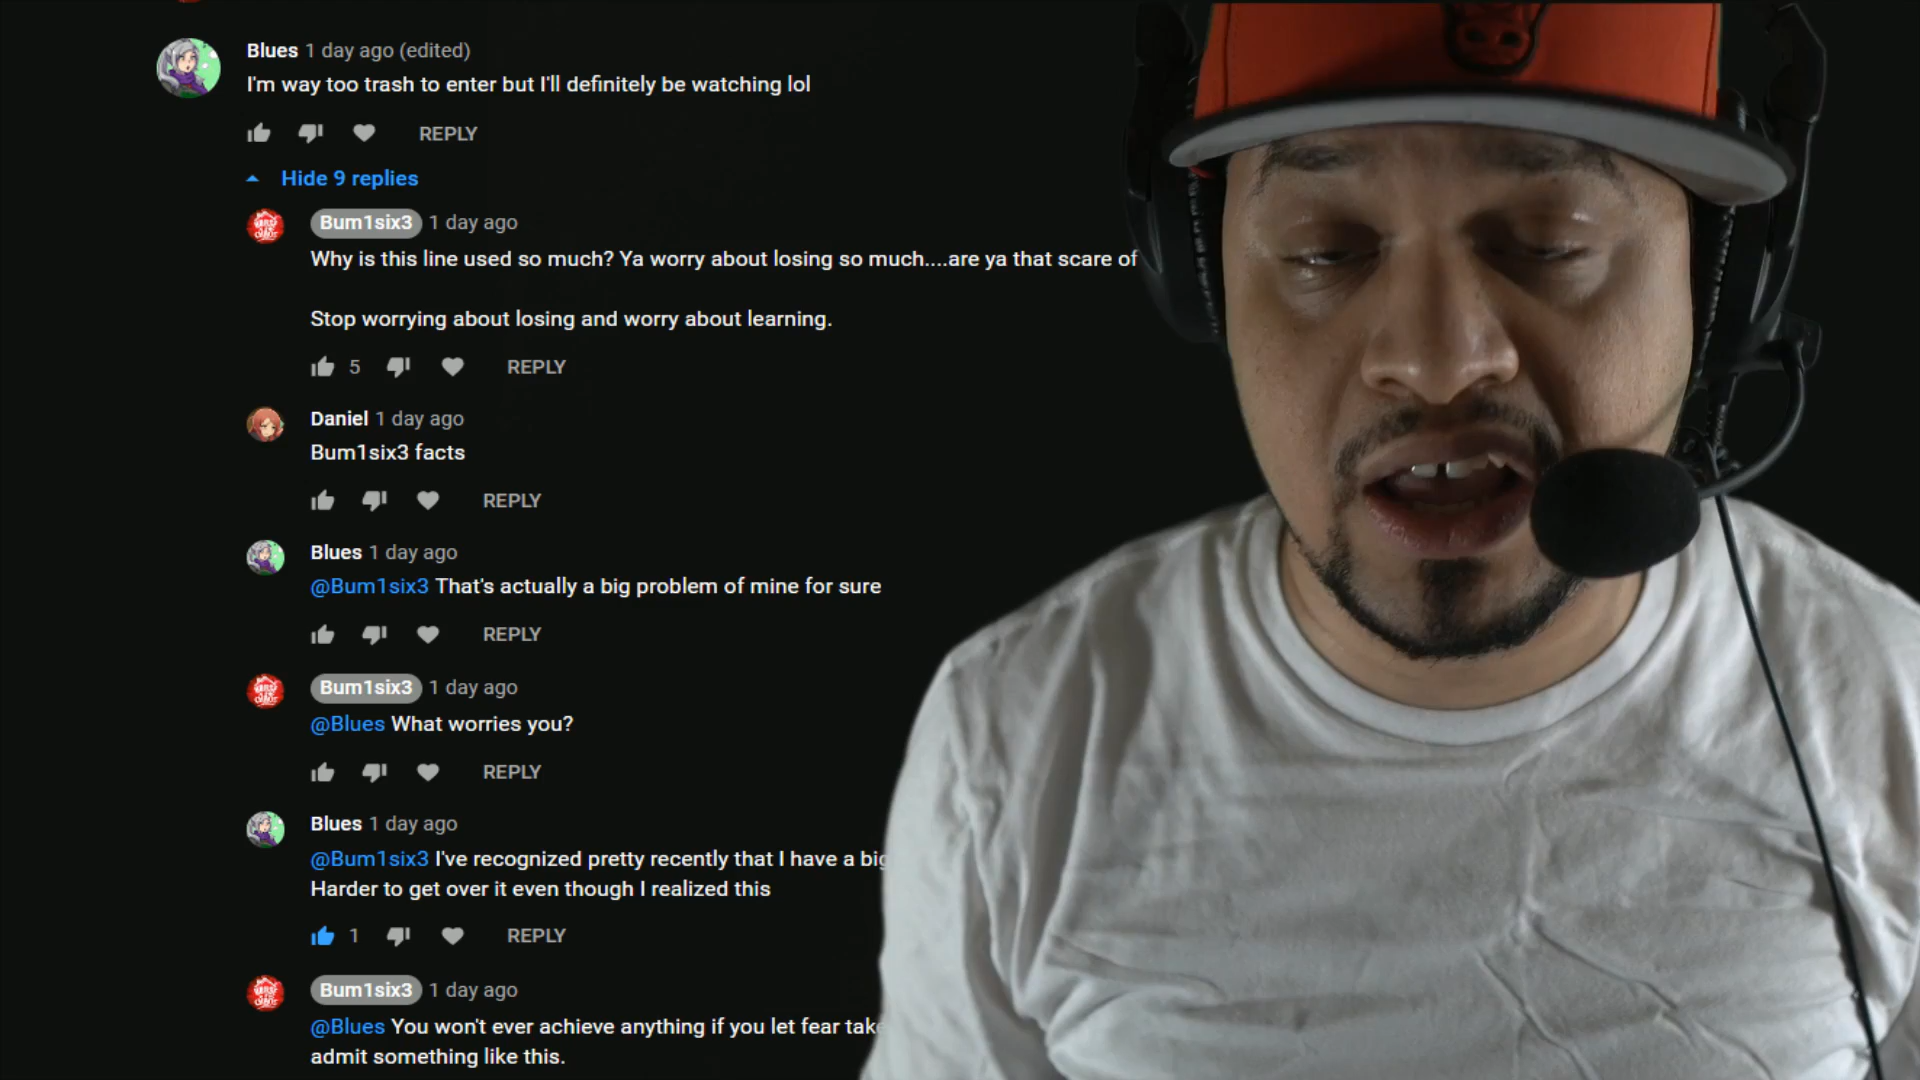 Blues 1 day ago (edited)
I'm way too trash to enter but I'll definitely be watching lol
REPLY
Hide 9 replies
Bum1six3 1 day ago
Why is this line used so much? Ya worry about losing so much....are ya that scare of
Stop worrying about losing and worry about learning.
5 REPLY
Daniel 1 day ago
Bum1six3 facts
REPLY
Blues 1 day ago
@Bum1six3 That's actually a big problem of mine for sure
REPLY
Bum1six3 1 day ago
@Blues What worries you?
REPLY
Blues 1 day ago
@Bum1six3 I've recognized pretty recently that I have a big
Harder to get over it even though I realized this
1 REPLY
Bum1six3 1 day ago
@Blues You won't ever achieve anything if you let fear take
admit something like this.